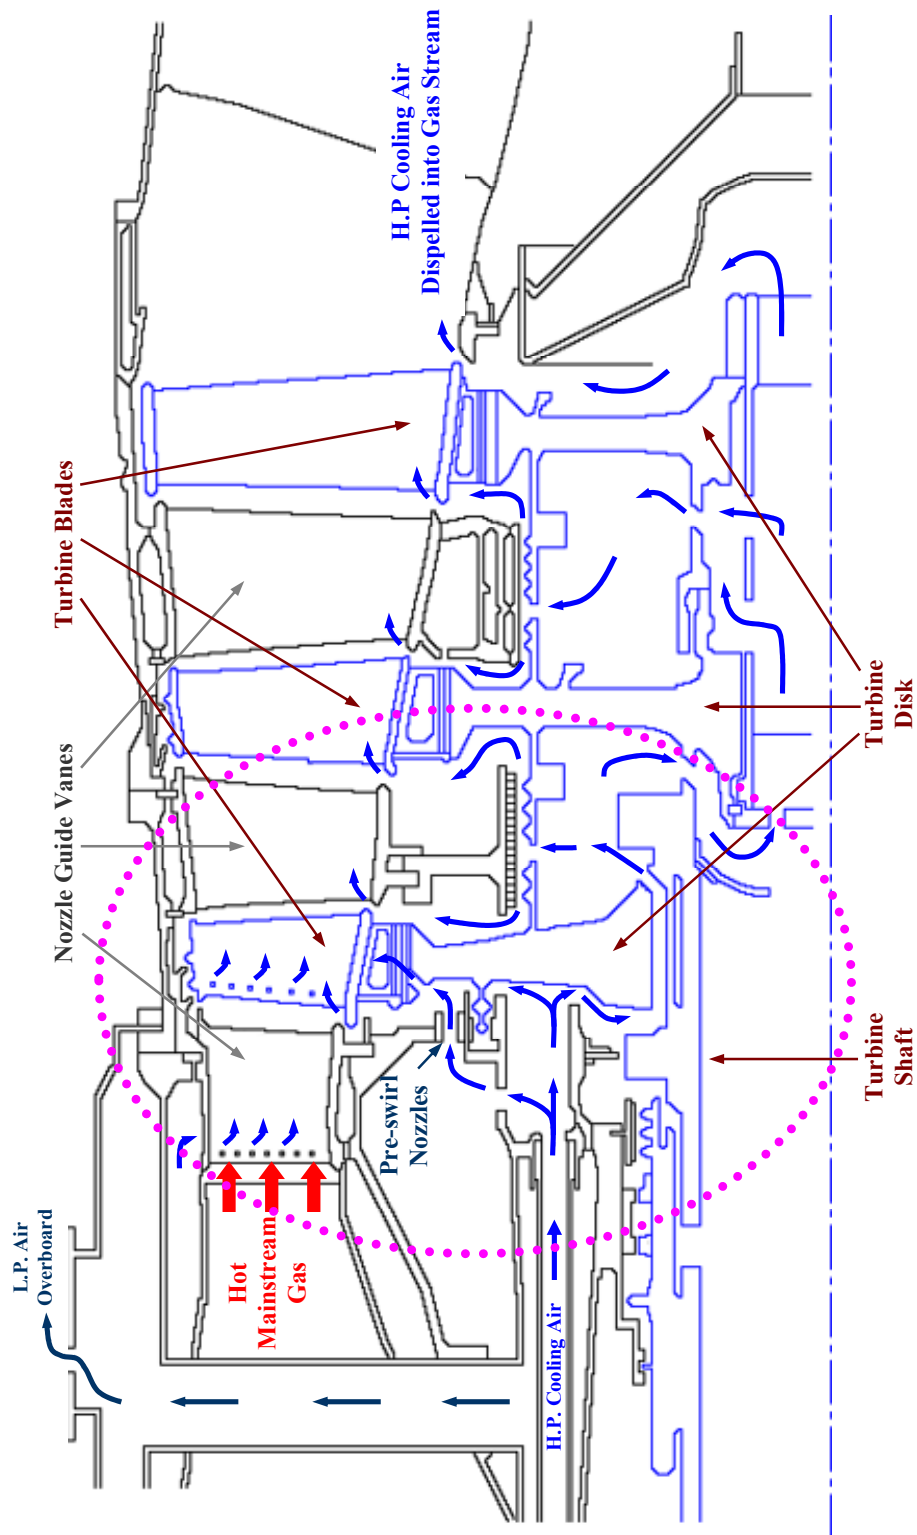 H.P Cooling Air
Dispelled into Gas Stream
Turbine Blades
Nozzle Guide Vanes
Turbine
Disk
Turbine
Shaft
Pre-swirl
Nozzles
L.P. Air
Overboard
Hot
Mainstream
Gas
H.P. Cooling Air